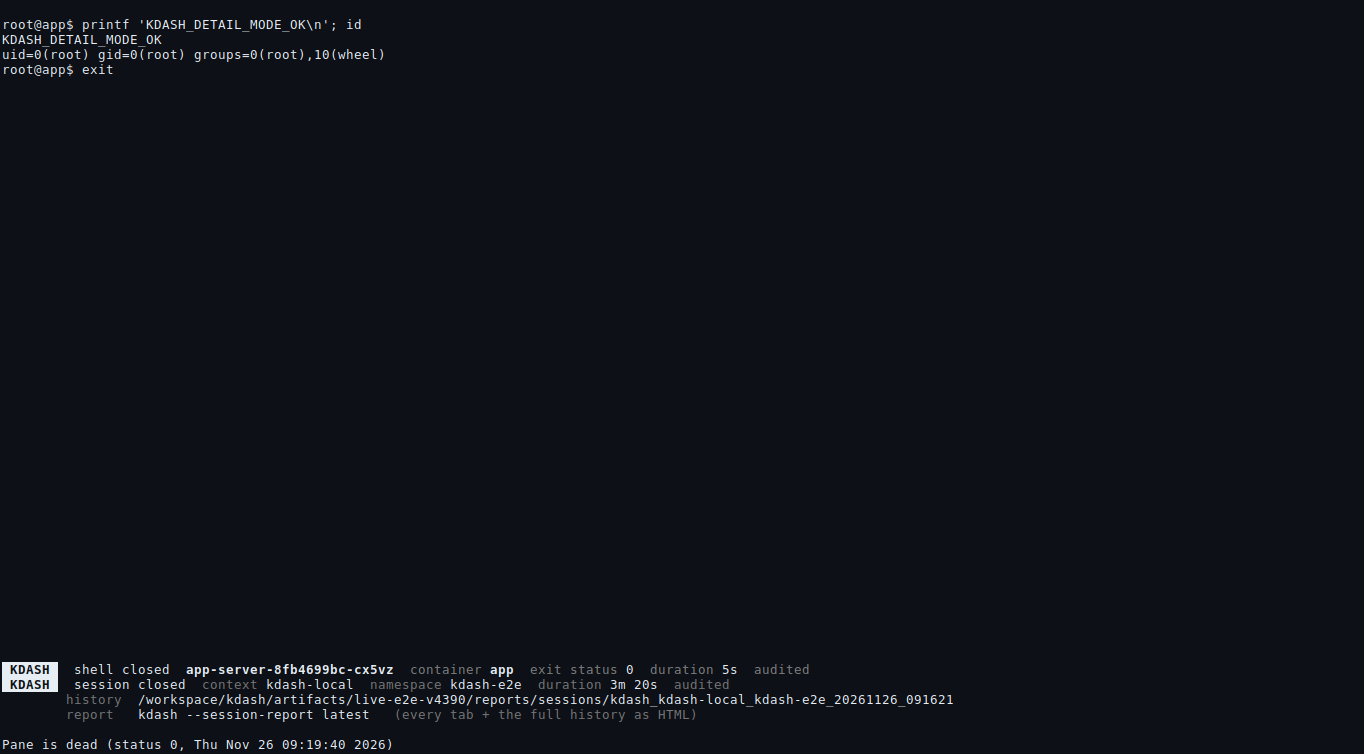 root@app$ printf 'KDASH_DETAIL_MODE_OK\n'; id
KDASH_DETAIL_MODE_OK
uid=0(root) gid=0(root) groups=0(root),10(wheel)
root@app$ exit
KDASH  shell closed  app-server-8fb4699bc-cx5vz  container app  exit status 0  duration 5s  audited
KDASH  session closed  context kdash-local  namespace kdash-e2e  duration 3m 20s  audited
history  /workspace/kdash/artifacts/live-e2e-v4390/reports/sessions/kdash_kdash-local_kdash-e2e_20261126_091621
report  kdash --session-report latest  (every tab + the full history as HTML)
Pane is dead (status 0, Thu Nov 26 09:19:40 2026)